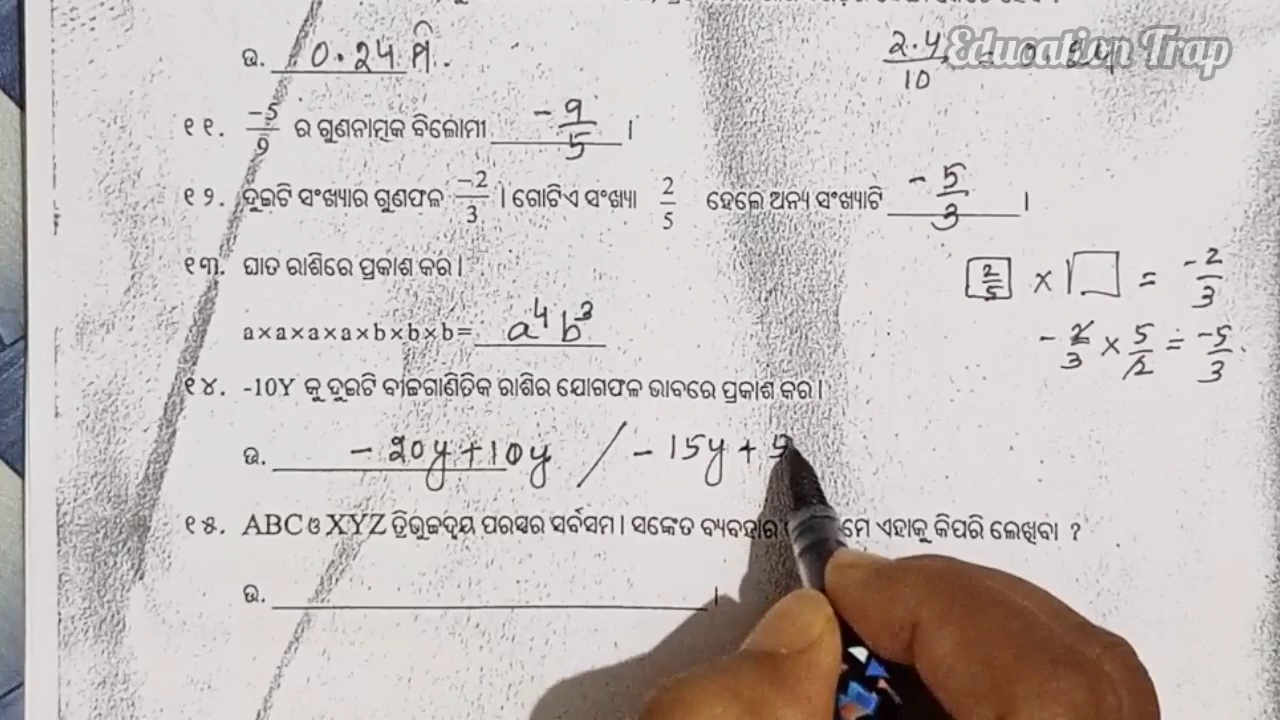 ଉ. 0.24 ମି.
2.4 / 10
Education Trap
୧୧. -5/9 ର ଗୁଣନାତ୍ମକ ବିଲୋମୀ - 9/5 ।
୧୨. ଦୁଇଟି ସଂଖ୍ୟାର ଗୁଣଫଳ -2/3 । ଗୋଟିଏ ସଂଖ୍ୟା 2/5 ହେଲେ ଅନ୍ୟ ସଂଖ୍ୟାଟି - 5/3 ।
୧୩. ଘାତ ରାଶିରେ ପ୍ରକାଶ କର ।
2/5 × = -2/3
a×a×a×a×b×b×b= a⁴b³
- 2/3 × 5/2 = -5/3.
୧୪. -10Y କୁ ଦୁଇଟି ବୀଜଗାଣିତିକ ରାଶିର ଯୋଗଫଳ ଭାବରେ ପ୍ରକାଶ କର ।
ଉ. - 20y + 10y / - 15y + 5
୧୫. ABC ଓ XYZ ତ୍ରିଭୁଜଦ୍ୱୟ ପରସ୍ପର ସର୍ବସମ । ସଙ୍କେତ ବ୍ୟବହାର ମେ ଏହାକୁ କିପରି ଲେଖିବା ?
ଉ. ।